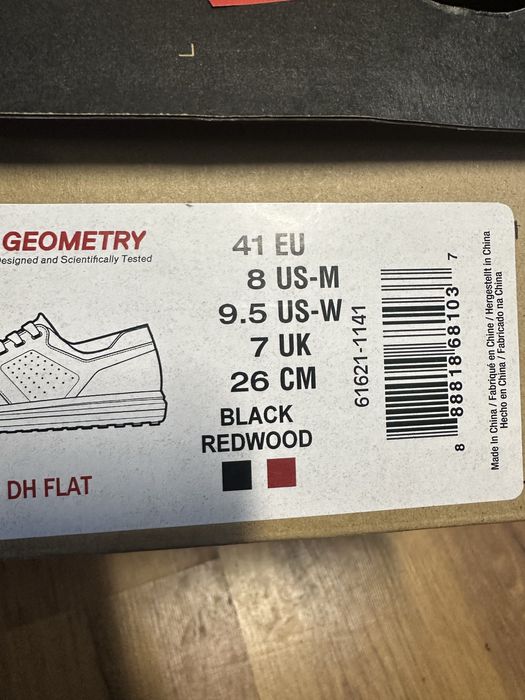 GEOMETRY
Designed and Scientifically Tested
41 EU
8 US-M
9.5 US-W
7 UK
26 CM
BLACK
REDWOOD
DH FLAT
61621-1141
8 88818 68103 7
Made In China / Fabriqué en Chine / Hergestellt in China
Hecho en China / Fabricado na China